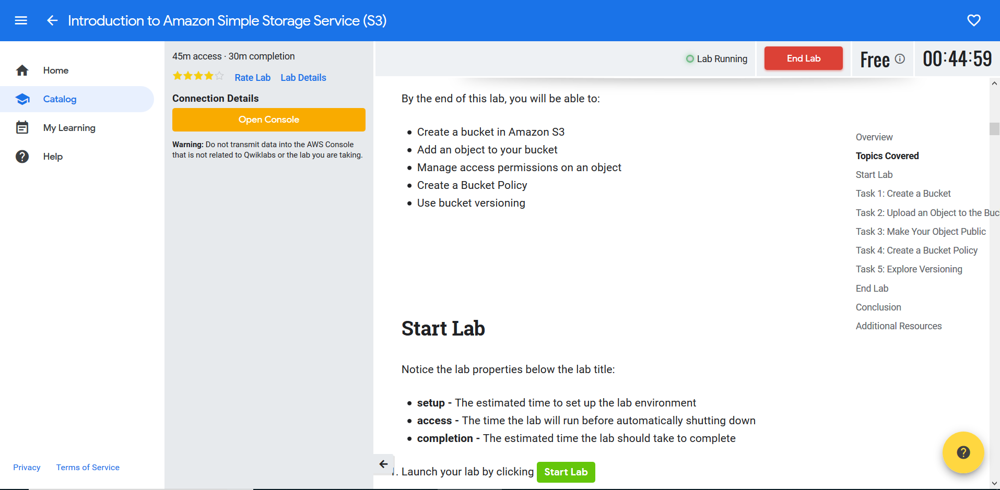 Introduction to Amazon Simple Storage Service (S3)
Home
Catalog
My Learning
Help
Privacy
Terms of Service
45m access · 30m completion
Rate Lab
Lab Details
Connection Details
Open Console
Warning: Do not transmit data into the AWS Console
that is not related to Qwiklabs or the lab you are taking.
Lab Running
End Lab
Free
00:44:59
By the end of this lab, you will be able to:
• Create a bucket in Amazon S3
• Add an object to your bucket
• Manage access permissions on an object
• Create a Bucket Policy
• Use bucket versioning
Start Lab
Notice the lab properties below the lab title:
• setup - The estimated time to set up the lab environment
• access - The time the lab will run before automatically shutting down
• completion - The estimated time the lab should take to complete
1. Launch your lab by clicking Start Lab
Overview
Topics Covered
Start Lab
Task 1: Create a Bucket
Task 2: Upload an Object to the Buc
Task 3: Make Your Object Public
Task 4: Create a Bucket Policy
Task 5: Explore Versioning
End Lab
Conclusion
Additional Resources